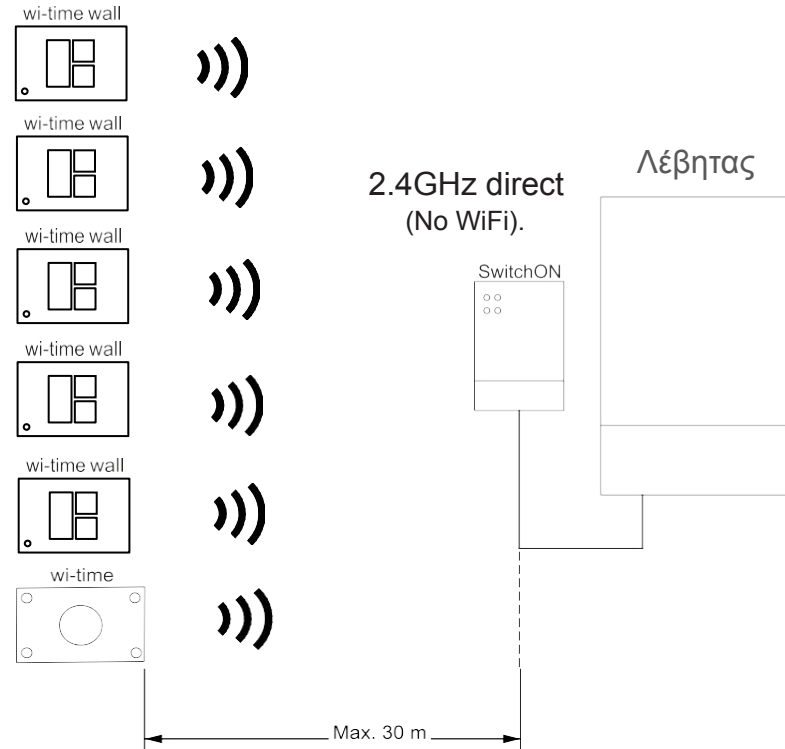 wi-time wall
wi-time wall
wi-time wall
wi-time wall
wi-time wall
wi-time
2.4GHz direct
(No WiFi).
SwitchON
Λέβητας
Max. 30 m